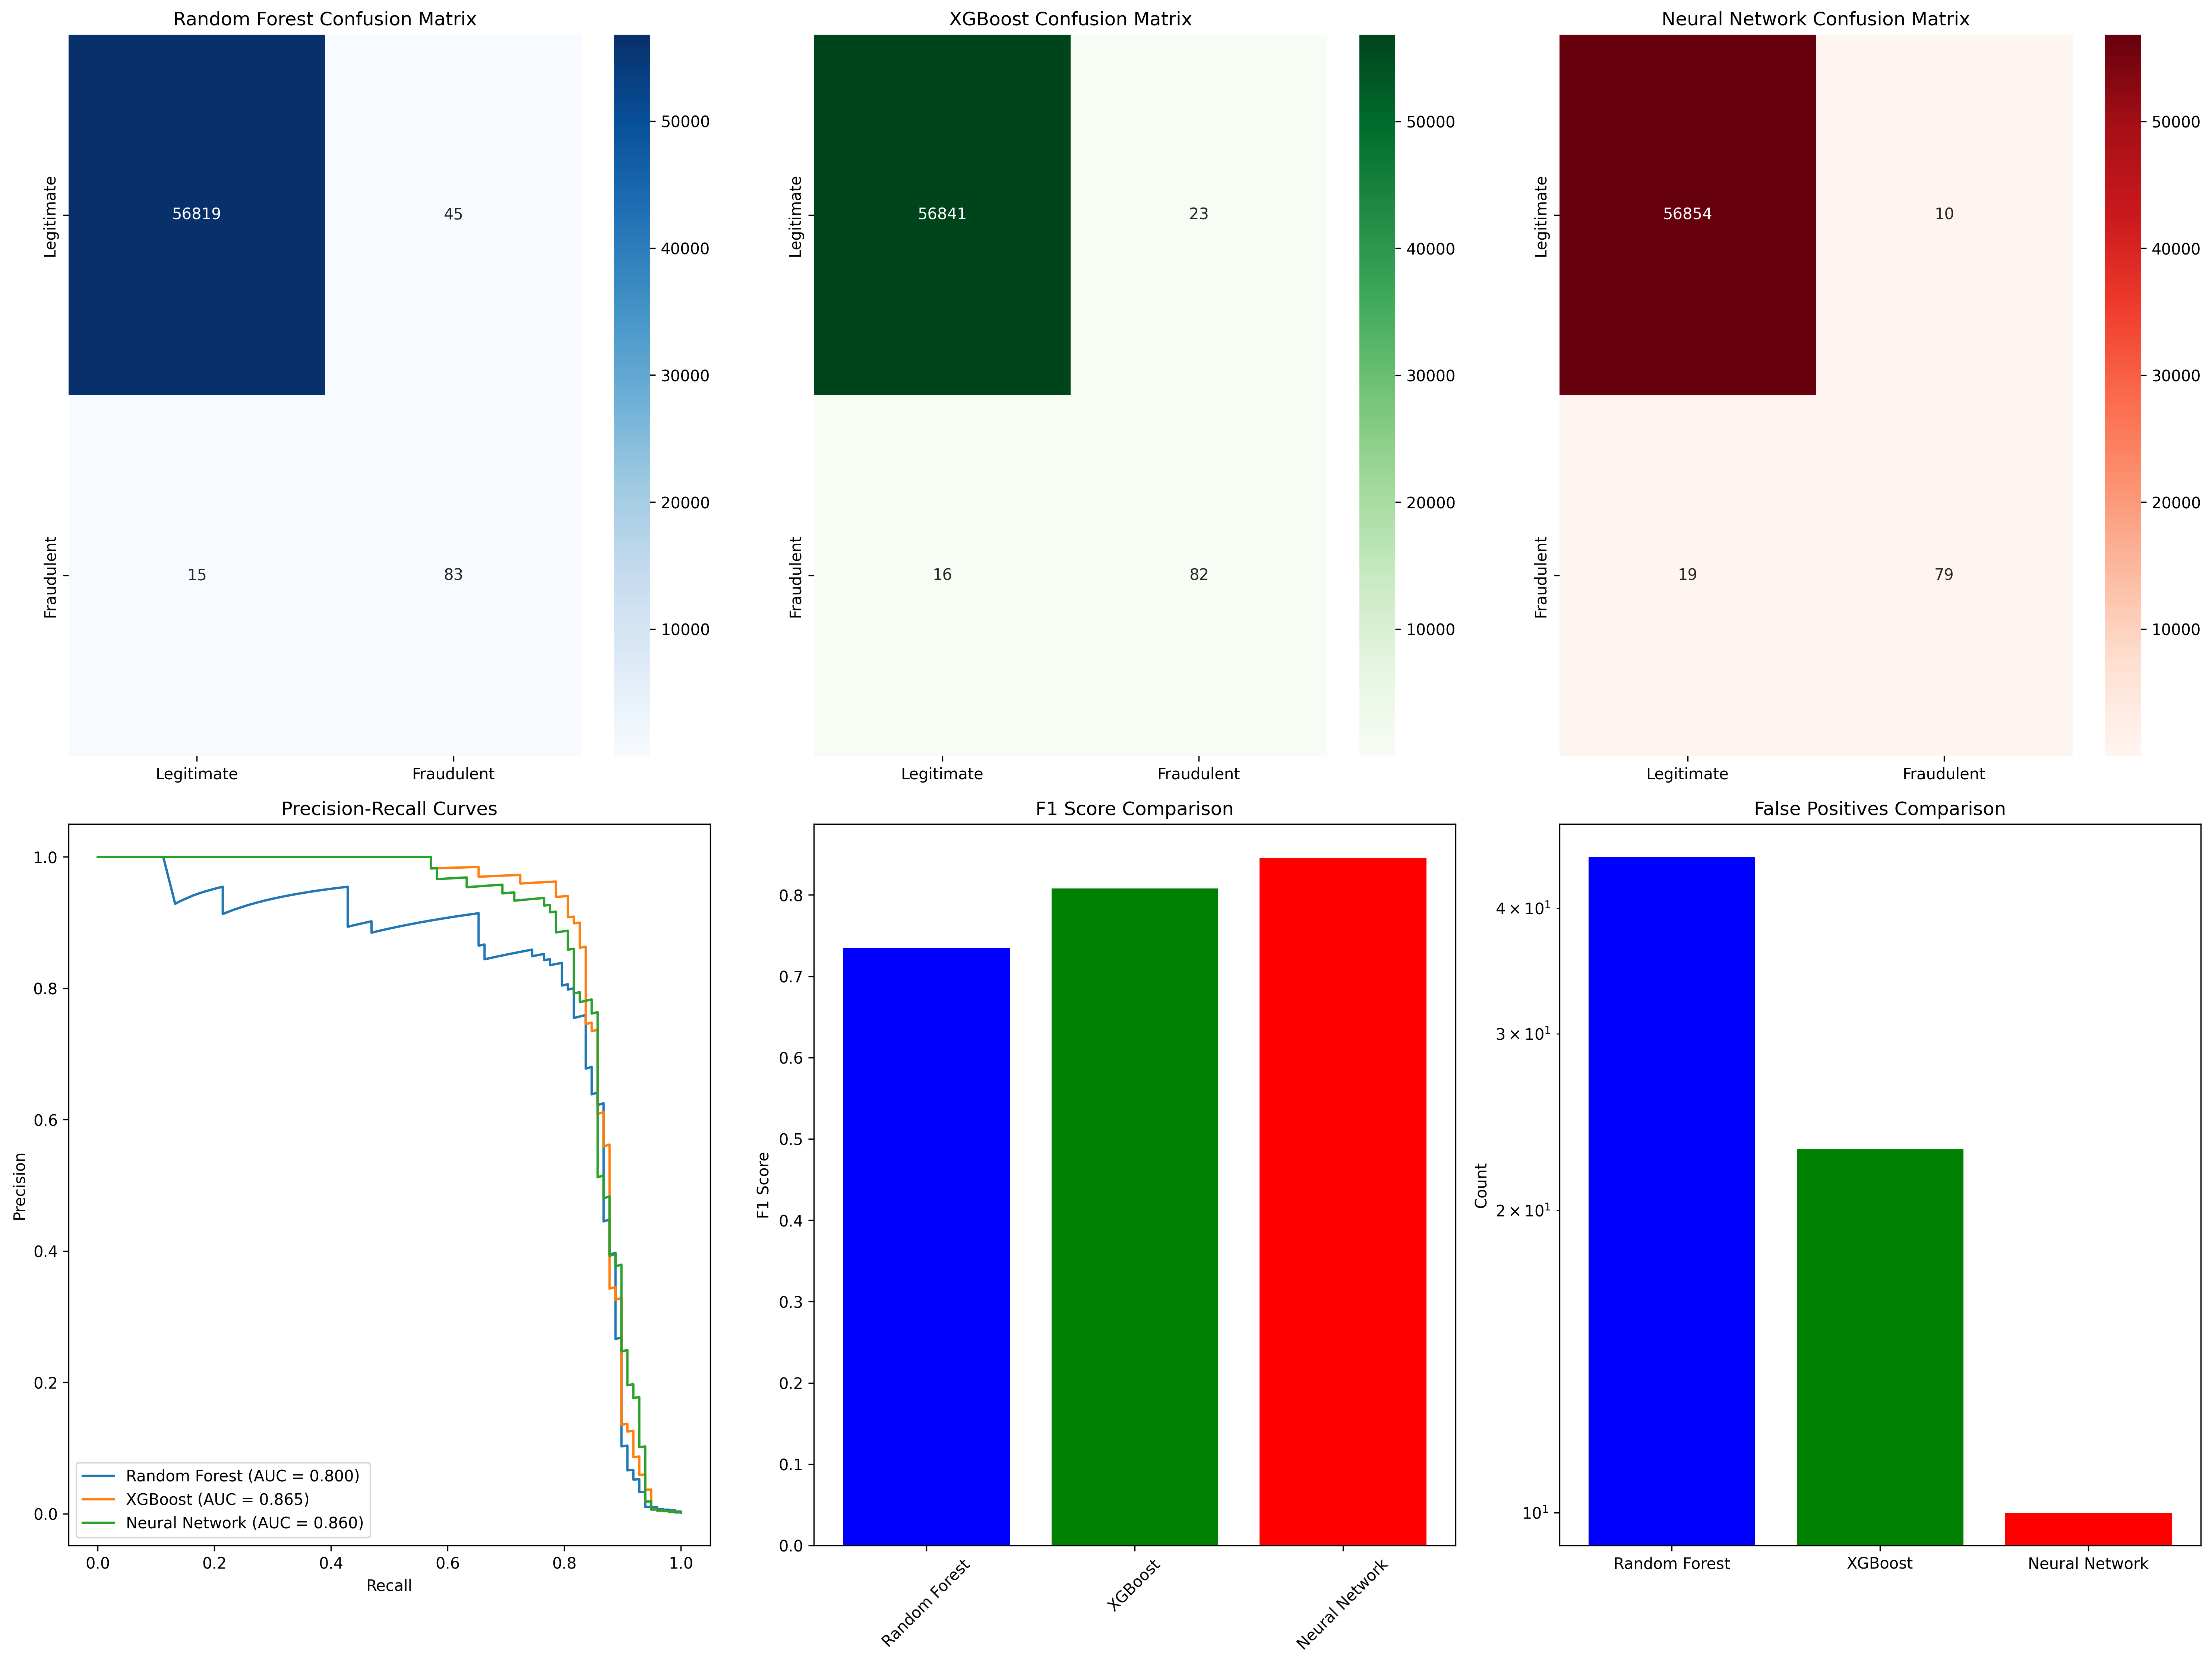 Random Forest Confusion Matrix
Legitimate
Fraudulent
56819
45
15
83
Legitimate
Fraudulent
50000
40000
30000
20000
10000
XGBoost Confusion Matrix
Legitimate
Fraudulent
56841
23
16
82
Legitimate
Fraudulent
50000
40000
30000
20000
10000
Neural Network Confusion Matrix
Legitimate
Fraudulent
56854
10
19
79
Legitimate
Fraudulent
50000
40000
30000
20000
10000
Precision-Recall Curves
Precision
1.0
0.8
0.6
0.4
0.2
0.0
Random Forest (AUC = 0.800)
XGBoost (AUC = 0.865)
Neural Network (AUC = 0.860)
0.0
0.2
0.4
0.6
0.8
1.0
Recall
F1 Score Comparison
F1 Score
0.8
0.7
0.6
0.5
0.4
0.3
0.2
0.1
0.0
Random Forest
XGBoost
Neural Network
False Positives Comparison
Count
4 × 10¹
3 × 10¹
2 × 10¹
10¹
Random Forest
XGBoost
Neural Network